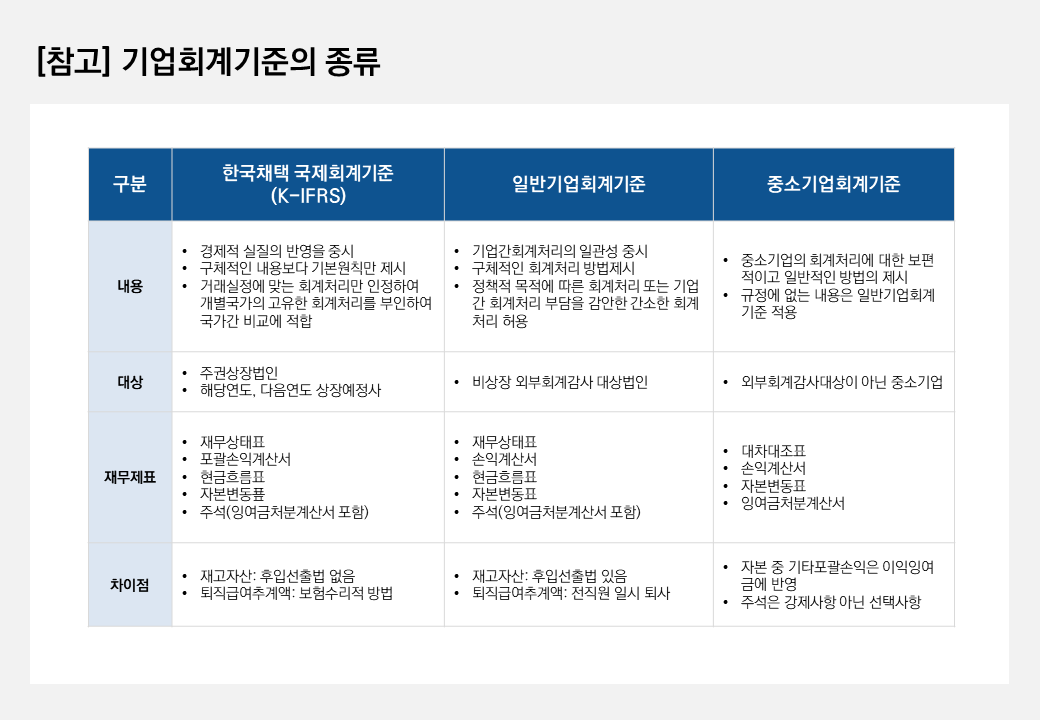 [참고] 기업회계기준의 종류
구분
한국채택 국제회계기준
(K-IFRS)
일반기업회계기준
중소기업회계기준
내용
• 경제적 실질의 반영을 중시
• 구체적인 내용보다 기본원칙만 제시
• 거래실정에 맞는 회계처리만 인정하여
개별국가의 고유한 회계처리를 부인하여
국가간 비교에 적합
• 기업간회계처리의 일관성 중시
• 구체적인 회계처리 방법제시
• 정책적 목적에 따른 회계처리 또는 기업
간 회계처리 부담을 감안한 간소한 회계
처리 허용
• 중소기업의 회계처리에 대한 보편
적이고 일반적인 방법의 제시
• 규정에 없는 내용은 일반기업회계
기준 적용
대상
• 주권상장법인
• 해당연도, 다음연도 상장예정사
• 비상장 외부회계감사 대상법인
• 외부회계감사대상이 아닌 중소기업
재무제표
• 재무상태표
• 포괄손익계산서
• 현금흐름표
• 자본변동푷
• 주석(잉여금처분계산서 포함)
• 재무상태표
• 손익계산서
• 현금흐름표
• 자본변동표
• 주석(잉여금처분계산서 포함)
• 대차대조표
• 손익계산서
• 자본변동표
• 잉여금처분계산서
차이점
• 재고자산: 후입선출법 없음
• 퇴직급여추계액: 보험수리적 방법
• 재고자산: 후입선출법 있음
• 퇴직급여추계액: 전직원 일시 퇴사
• 자본 중 기타포괄손익은 이익잉여
금에 반영
• 주석은 강제사항 아닌 선택사항